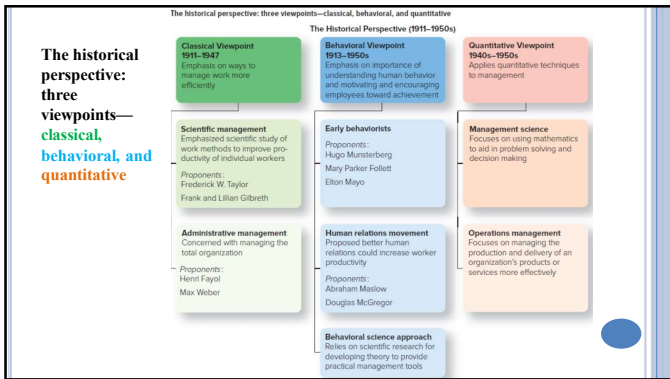 The historical perspective: three viewpoints—classical, behavioral, and quantitative
The Historical Perspective (1911–1950s)
The historical
perspective:
three
viewpoints—
classical,
behavioral, and
quantitative
Classical Viewpoint
1911–1947
Emphasis on ways to
manage work more
efficiently
Behavioral Viewpoint
1913–1950s
Emphasis on importance of
understanding human behavior
and motivating and encouraging
employees toward achievement
Quantitative Viewpoint
1940s–1950s
Applies quantitative techniques
to management
Scientific management
Emphasized scientific study of
work methods to improve pro-
ductivity of individual workers
Proponents:
Frederick W. Taylor
Frank and Lillian Gilbreth
Early behaviorists
Proponents:
Hugo Munsterberg
Mary Parker Follett
Elton Mayo
Management science
Focuses on using mathematics
to aid in problem solving and
decision making
Administrative management
Concerned with managing the
total organization
Proponents:
Henri Fayol
Max Weber
Human relations movement
Proposed better human
relations could increase worker
productivity
Proponents:
Abraham Maslow
Douglas McGregor
Operations management
Focuses on managing the
production and delivery of an
organization's products or
services more effectively
Behavioral science approach
Relies on scientific research for
developing theory to provide
practical management tools